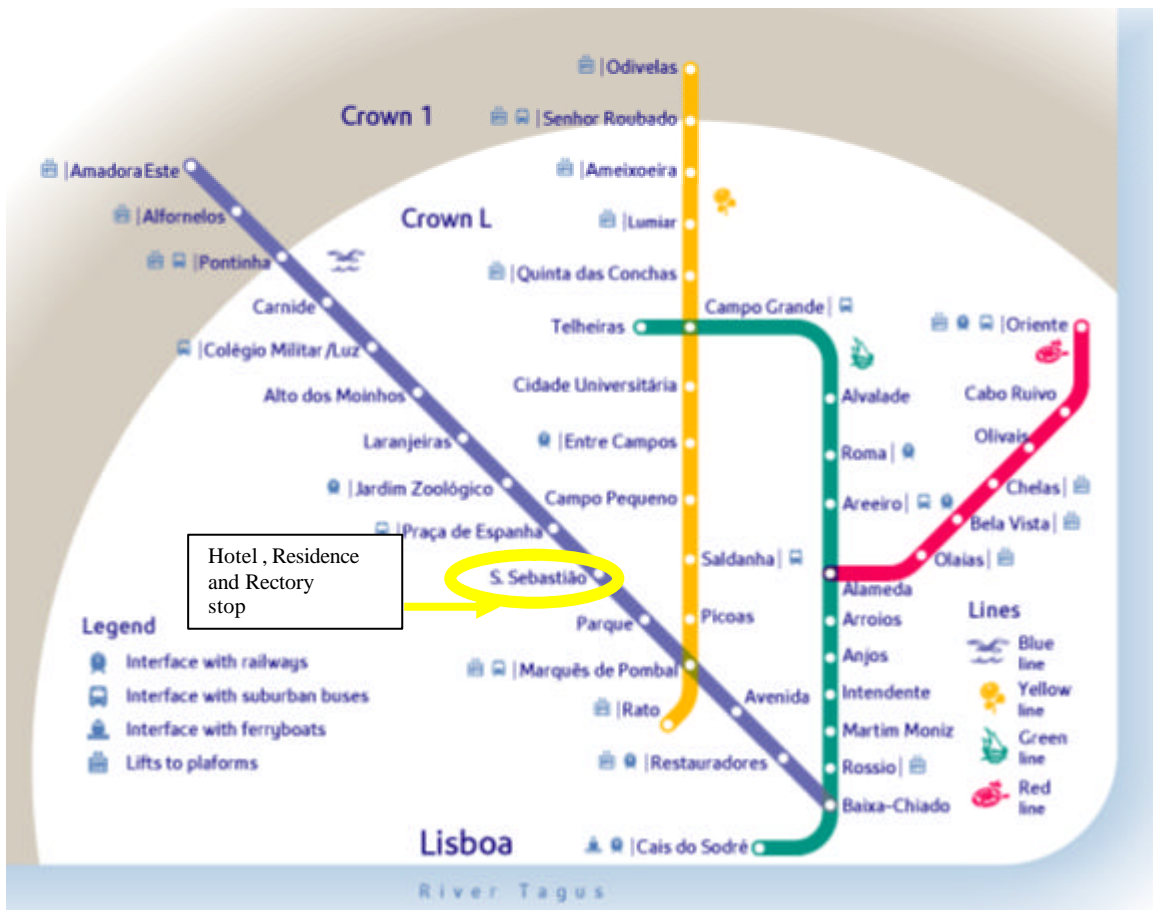 Odivelas
Crown 1
Senhor Roubado
Amadora Este
Ameixoeira
Alfornelos
Crown L
Lumiar
Pontinha
Quinta das Conchas
Carnide
Campo Grande
Telheiras
Oriente
Colégio Militar/Luz
Cidade Universitária
Alto dos Moinhos
Alvalade
Cabo Ruivo
Laranjeiras
Entre Campos
Olivais
Roma
Jardim Zoológico
Campo Pequeno
Areeiro
Chelas
Praça de Espanha
Bela Vista
Hotel , Residence
and Rectory
stop
Saldanha
Olaias
S. Sebastião
Alameda
Legend
Parque
Picoas
Arroios
Lines
Interface with railways
Marquês de Pombal
Anjos
Blue
line
Interface with suburban buses
Avenida
Intendente
Yellow
line
Rato
Interface with ferryboats
Martim Moniz
Green
line
Lifts to plaforms
Restauradores
Rossio
Red
line
Baixa-Chiado
Lisboa
Cais do Sodré
River Tagus